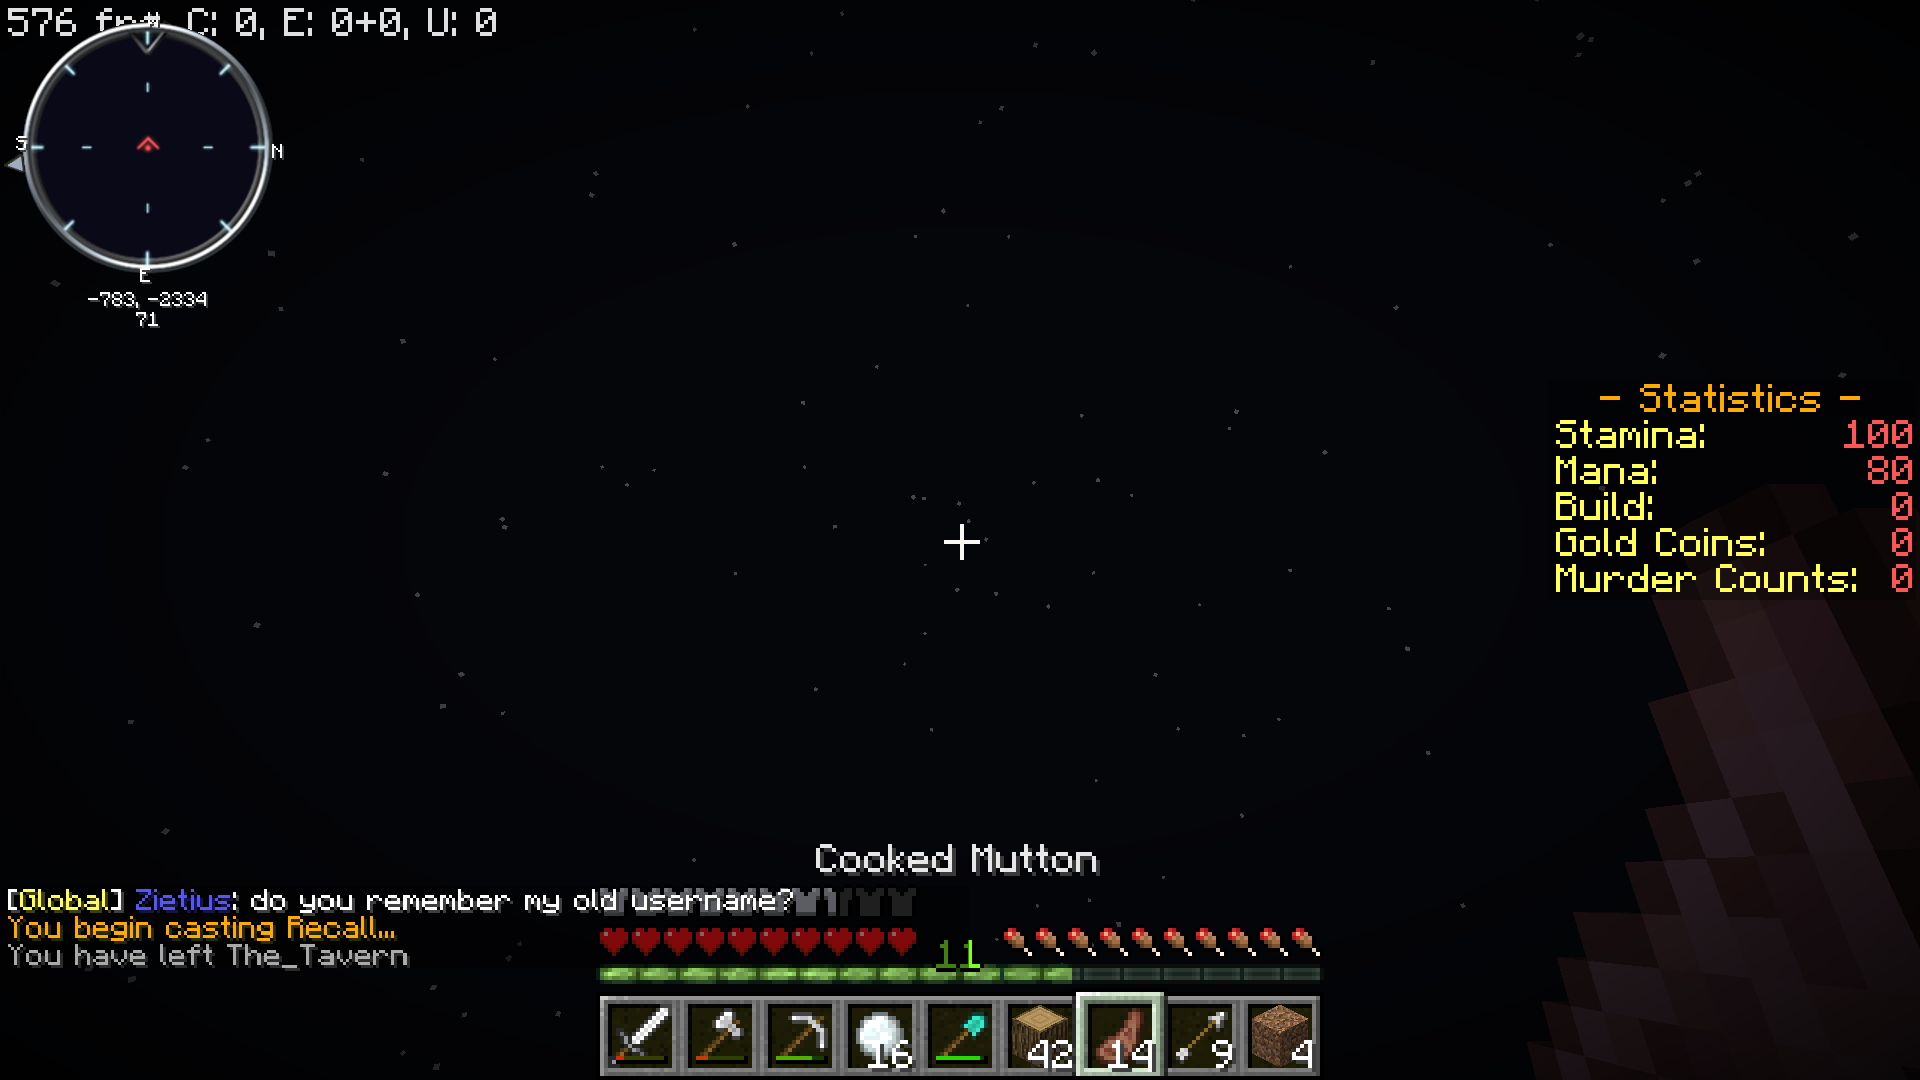 576 fp#, C: 0, E: 0+0, U: 0
S
N
E
-783, -2334
71
- Statistics -
Stamina: 100
Mana: 80
Build: 0
Gold Coins: 0
Murder Counts: 0
Cooked Mutton
[Global] Zietius: do you remember my old username?
You begin casting Recall...
You have left The_Tavern
11
16
42
14
9
4